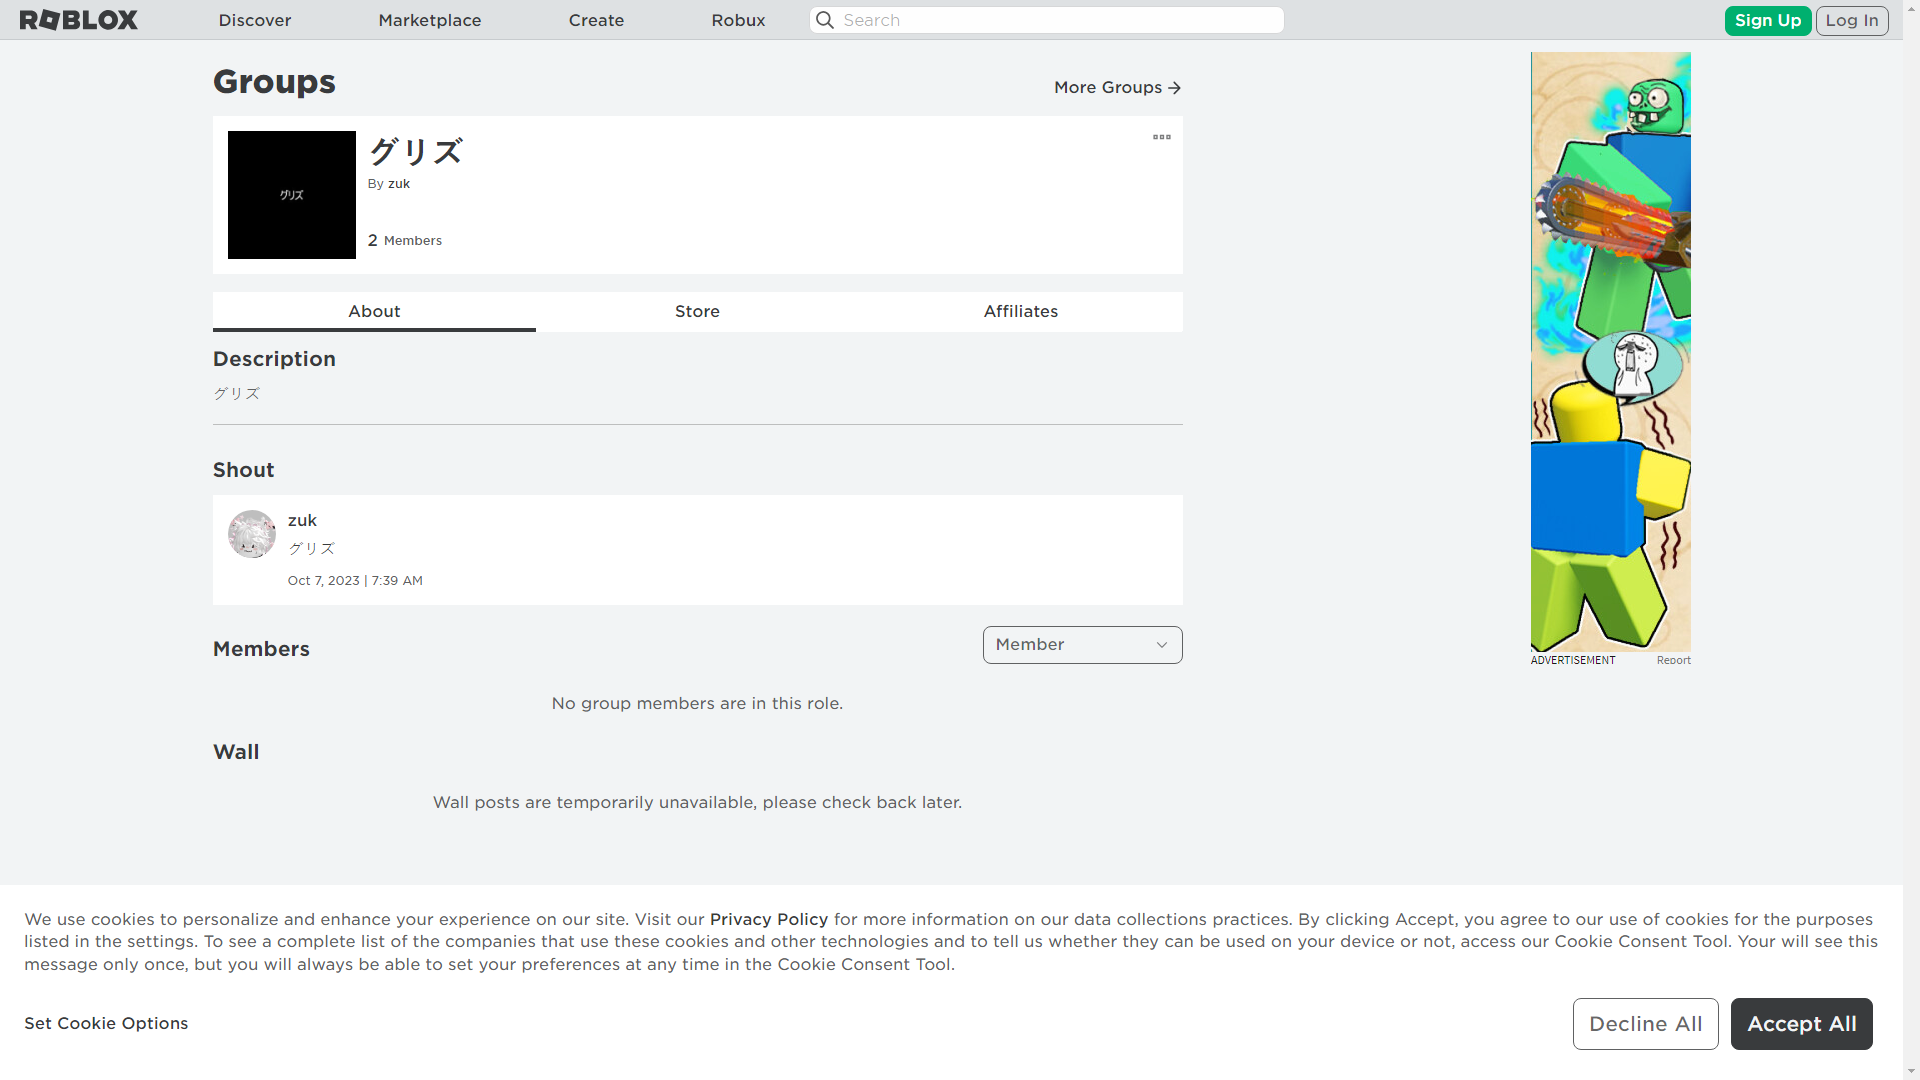 ROBLOX
Discover
Marketplace
Create
Robux
Search
Sign Up
Log In
Groups
More Groups
グリズ
グリズ
By zuk
2 Members
About
Store
Affiliates
Description
グリズ
Shout
zuk
グリズ
Oct 7, 2023 | 7:39 AM
Members
Member
No group members are in this role.
Wall
Wall posts are temporarily unavailable, please check back later.
ADVERTISEMENT
Report
We use cookies to personalize and enhance your experience on our site. Visit our Privacy Policy for more information on our data collections practices. By clicking Accept, you agree to our use of cookies for the purposes
listed in the settings. To see a complete list of the companies that use these cookies and other technologies and to tell us whether they can be used on your device or not, access our Cookie Consent Tool. Your will see this
message only once, but you will always be able to set your preferences at any time in the Cookie Consent Tool.
Set Cookie Options
Decline All
Accept All